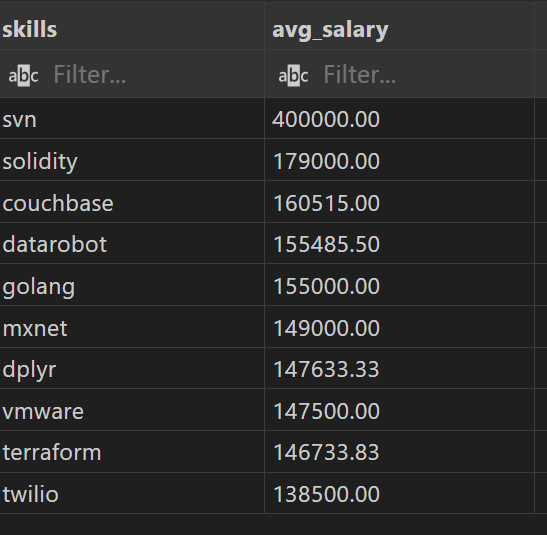 skills avg_salary
abc Filter... abc Filter...
svn 400000.00
solidity 179000.00
couchbase 160515.00
datarobot 155485.50
golang 155000.00
mxnet 149000.00
dplyr 147633.33
vmware 147500.00
terraform 146733.83
twilio 138500.00